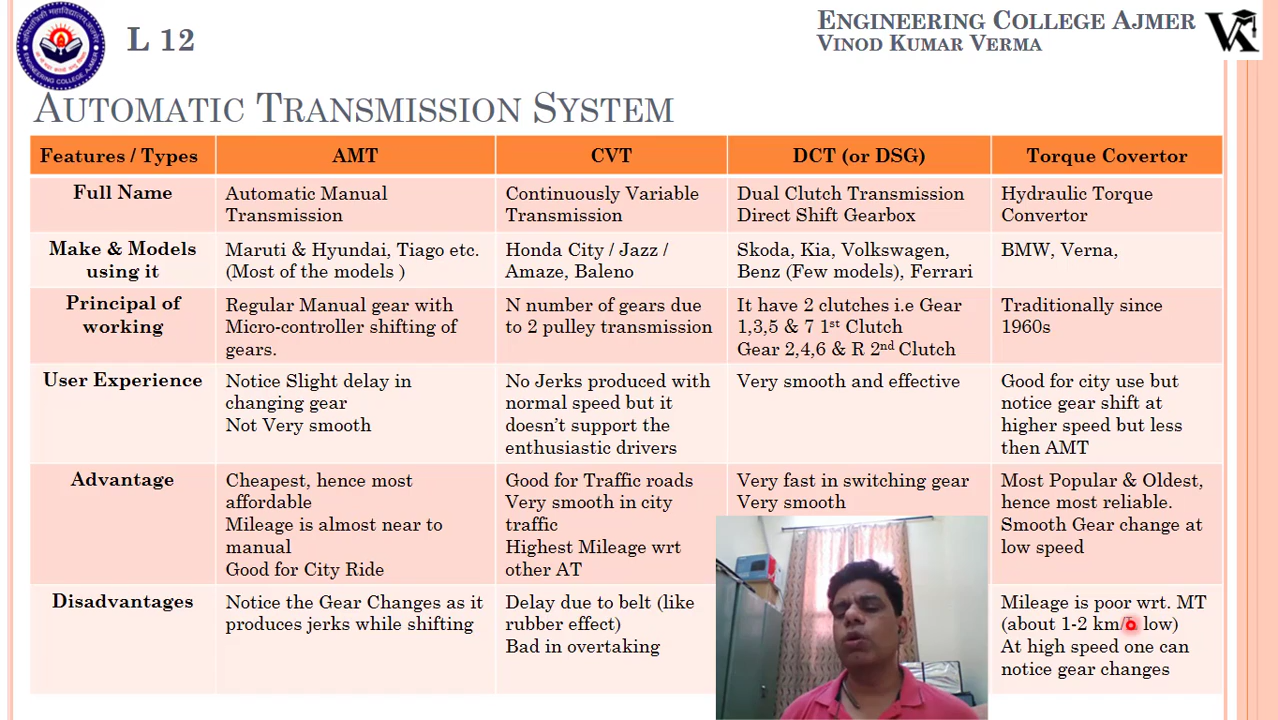 L 12
ENGINEERING COLLEGE AJMER
VINOD KUMAR VERMA
AUTOMATIC TRANSMISSION SYSTEM
Features / Types
AMT
CVT
DCT (or DSG)
Torque Covertor
Full Name
Automatic Manual
Transmission
Continuously Variable
Transmission
Dual Clutch Transmission
Direct Shift Gearbox
Hydraulic Torque
Convertor
Make & Models
using it
Maruti & Hyundai, Tiago etc.
(Most of the models )
Honda City / Jazz /
Amaze, Baleno
Skoda, Kia, Volkswagen,
Benz (Few models), Ferrari
BMW, Verna,
Principal of
working
Regular Manual gear with
Micro-controller shifting of
gears.
N number of gears due
to 2 pulley transmission
It have 2 clutches i.e Gear
1,3,5 & 7 1st Clutch
Gear 2,4,6 & R 2nd Clutch
Traditionally since
1960s
User Experience
Notice Slight delay in
changing gear
Not Very smooth
No Jerks produced with
normal speed but it
doesn't support the
enthusiastic drivers
Very smooth and effective
Good for city use but
notice gear shift at
higher speed but less
then AMT
Advantage
Cheapest, hence most
affordable
Mileage is almost near to
manual
Good for City Ride
Good for Traffic roads
Very smooth in city
traffic
Highest Mileage wrt
other AT
Very fast in switching gear
Very smooth
Most Popular & Oldest,
hence most reliable.
Smooth Gear change at
low speed
Disadvantages
Notice the Gear Changes as it
produces jerks while shifting
Delay due to belt (like
rubber effect)
Bad in overtaking
Mileage is poor wrt. MT
(about 1-2 low)
At high speed one can
notice gear changes